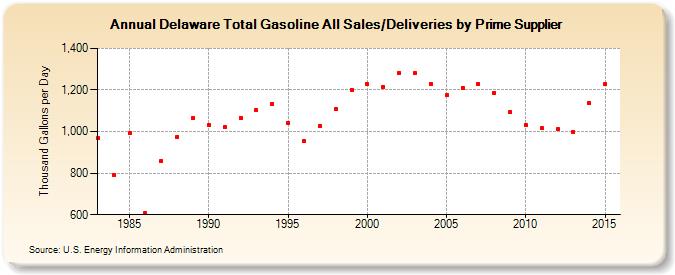 Annual Delaware Total Gasoline All Sales/Deliveries by Prime Supplier
Thousand Gallons per Day
1,400
1,200
1,000
800
600
1985 1990 1995 2000 2005 2010 2015
Source: U.S. Energy Information Administration